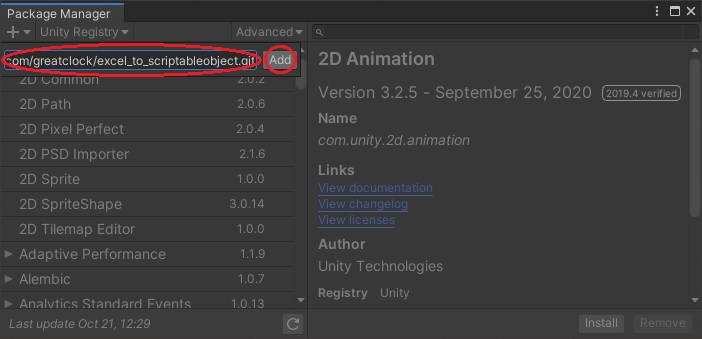 Package Manager
+ Unity Registry Advanced
com/greatclock/excel_to_scriptableobject.git Add
2D Common 2.0.2
2D Path 2.0.6
2D Pixel Perfect 2.0.4
2D PSD Importer 2.1.6
2D Sprite 1.0.0
2D SpriteShape 3.0.14
2D Tilemap Editor 1.0.0
Adaptive Performance 1.1.9
Alembic 1.0.7
Analytics Standard Events 1.0.13
Last update Oct 21, 12:29
2D Animation
Version 3.2.5 - September 25, 2020 2019.4 verified
Name
com.unity.2d.animation
Links
View documentation
View changelog
View licenses
Author
Unity Technologies
Registry Unity
Install Remove